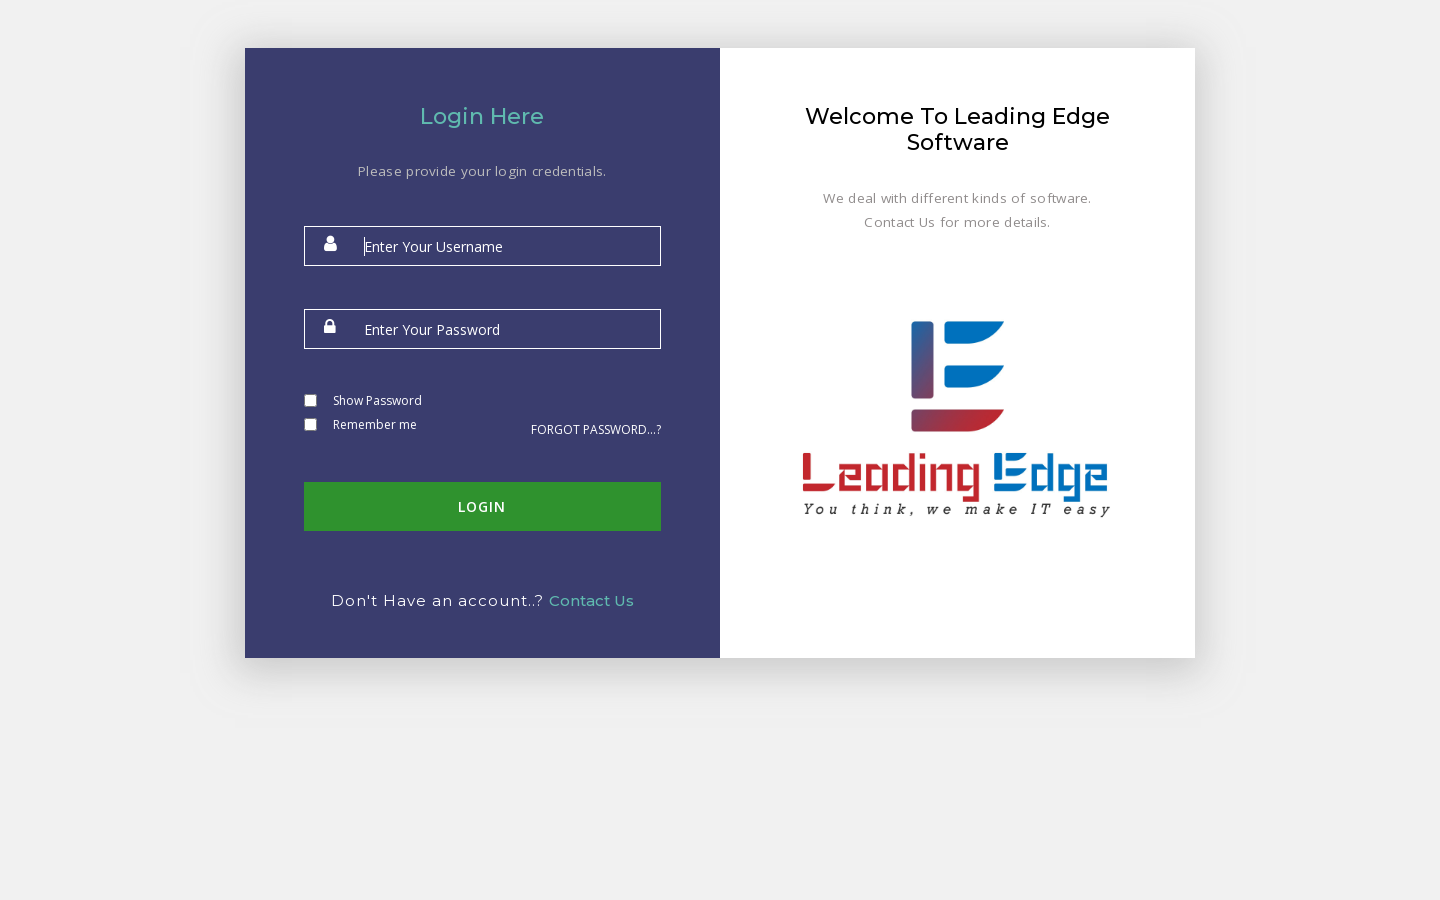 Login Here
Please provide your login credentials.
Enter Your Username
Enter Your Password
Show Password
Remember me
FORGOT PASSWORD...?
LOGIN
Don't Have an account..? Contact Us
Welcome To Leading Edge
Software
We deal with different kinds of software.
Contact Us for more details.
Leading Edge
You think, we make IT easy